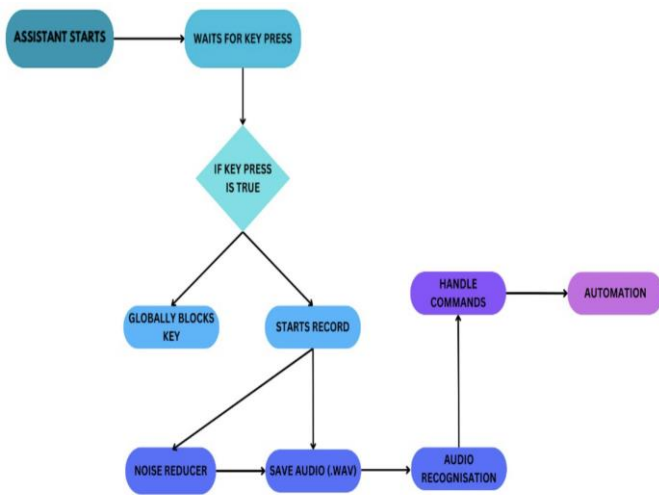 ASSISTANT STARTS
WAITS FOR KEY PRESS
IF KEY PRESS
IS TRUE
GLOBALLY BLOCKS
KEY
STARTS RECORD
HANDLE
COMMANDS
AUTOMATION
NOISE REDUCER
SAVE AUDIO (.WAV)
AUDIO
RECOGNISATION